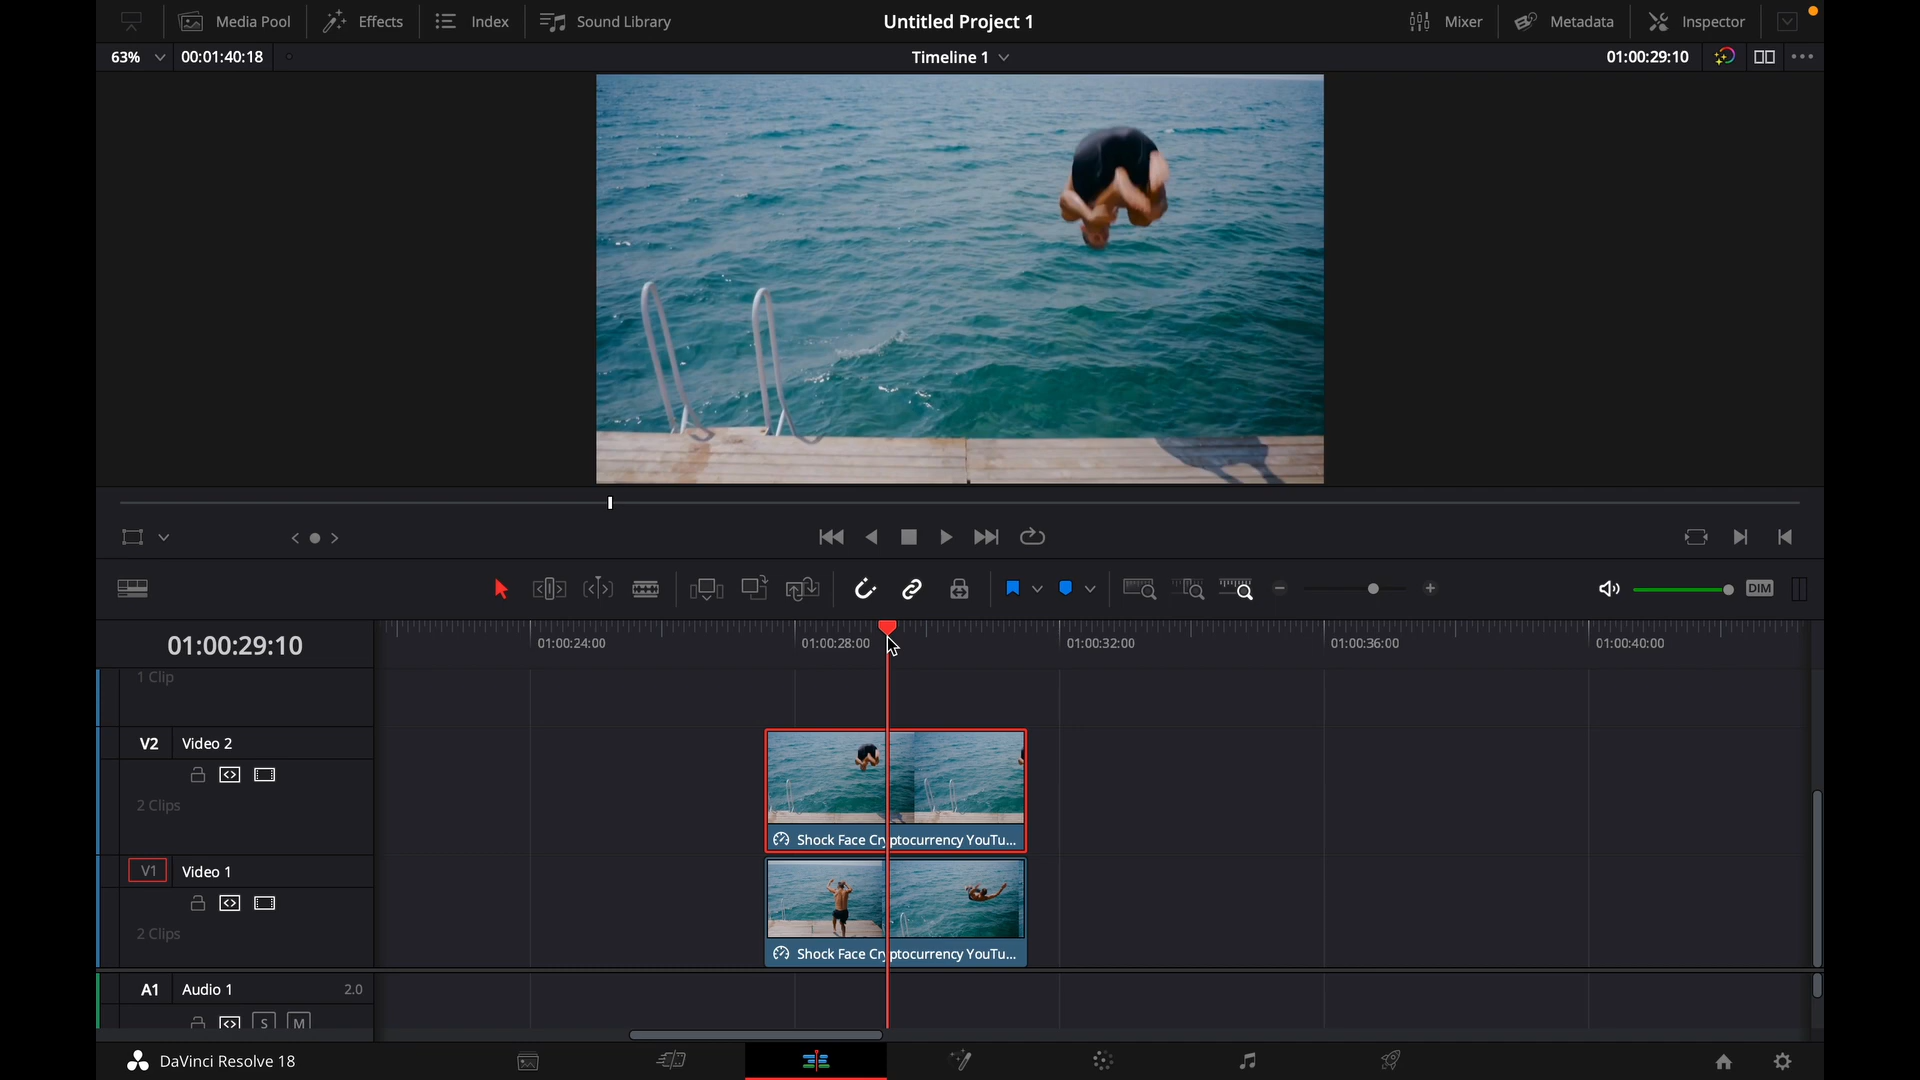 Media Pool
Effects
Index
Sound Library
Untitled Project 1
Mixer
Metadata
Inspector
63%
00:01:40:18
Timeline 1
01:00:29:10
DIM
01:00:29:10
01:00:24:00
01:00:28:00
01:00:32:00
01:00:36:00
01:00:40:00
1 Clip
V2 Video 2
2 Clips
Shock Face Cryptocurrency YouTu...
V1 Video 1
2 Clips
Shock Face Cryptocurrency YouTu...
A1 Audio 1 2.0
S M
DaVinci Resolve 18